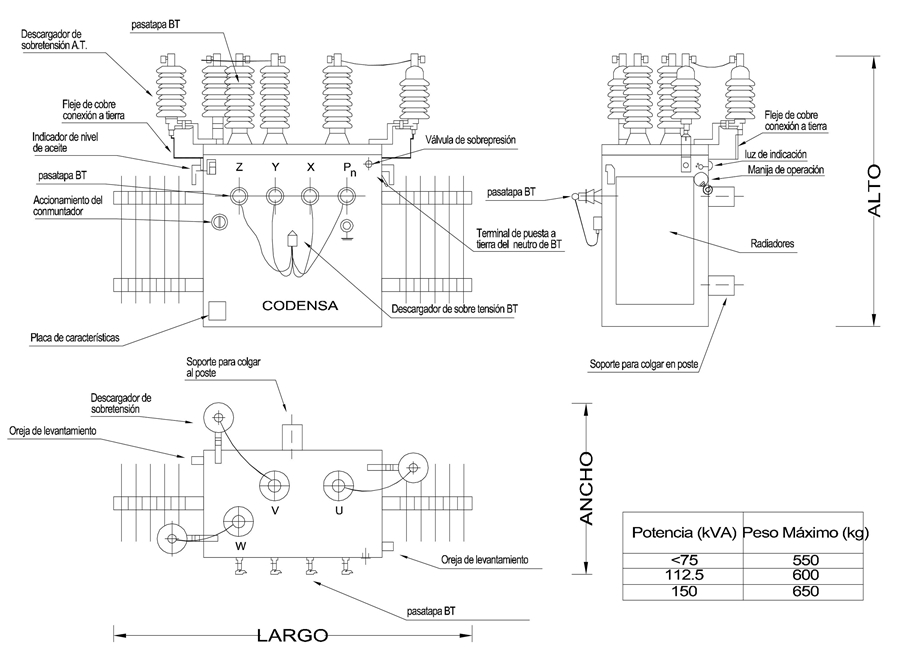 pasatapa BT
Descargador de
sobretensión A.T.
Fleje de cobre
conexión a tierra
Indicador de nivel
de aceite
pasatapa BT
Accionamiento del
conmuntador
Placa de características
Z Y X Pn
CODENSA
Válvula de sobrepresión
Terminal de puesta a
tierra del neutro de BT
Descargador de sobre tensión BT
pasatapa BT
Fleje de cobre
conexión a tierra
luz de indicación
Manija de operación
Radiadores
Soporte para colgar en poste
ALTO
Soporte para colgar
al poste
Descargador de
sobretensión
Oreja de levantamiento
V U
W
Oreja de levantamiento
pasatapa BT
LARGO
ANCHO
Potencia (kVA) Peso Máximo (kg)
<75 550
112.5 600
150 650